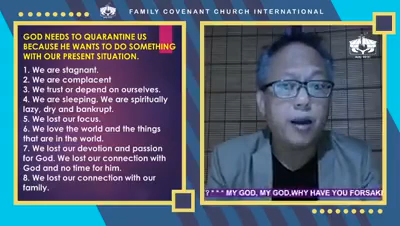 FAMILY COVENANT CHURCH INTERNATIONAL
GOD NEEDS TO QUARANTINE US
BECAUSE HE WANTS TO DO SOMETHING
WITH OUR PRESENT SITUATION.
1. We are stagnant.
2. We are complacent
3. We trust or depend on ourselves.
4. We are sleeping. We are spiritually
lazy, dry and bankrupt.
5. We lost our focus.
6. We love the world and the things
that are in the world.
7. We lost our devotion and passion
for God. We lost our connection with
God and no time for him.
8. We lost our connection with our
family.
? * * * MY GOD, MY GOD,WHY HAVE YOU FORSAK